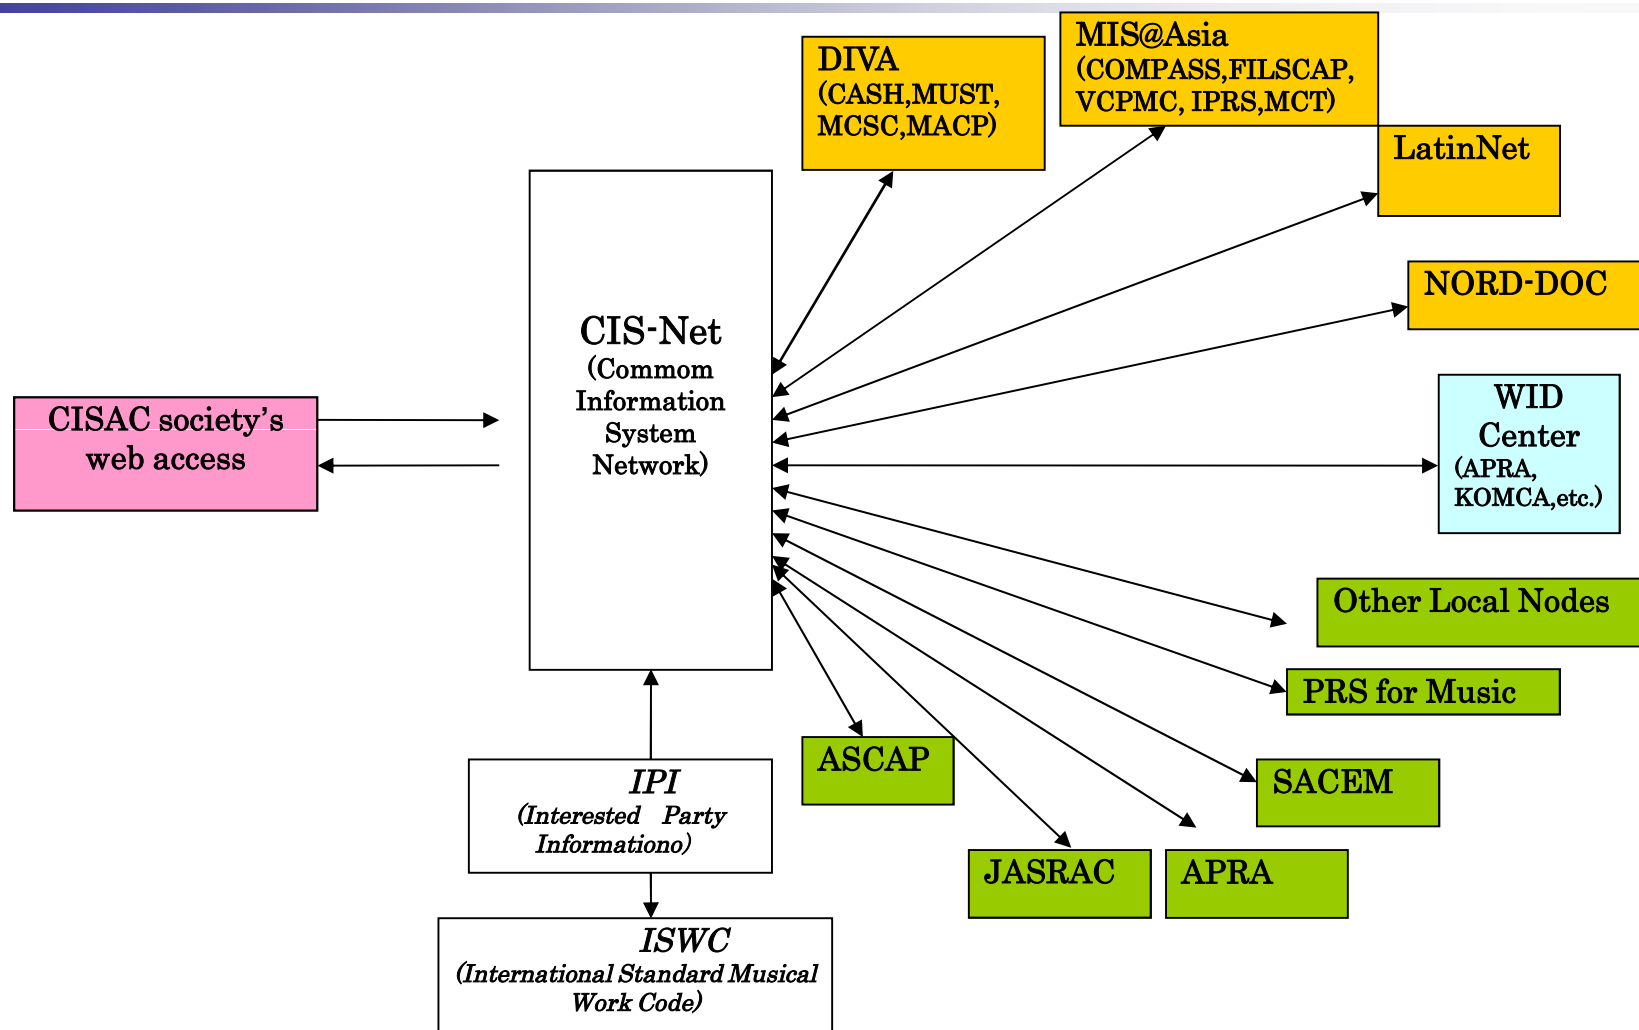 DIVA
(CASH,MUST,
MCSC,MACP)
MIS@Asia
(COMPASS,FILSCAP,
VCPMC, IPRS,MCT)
LatinNet
NORD-DOC
CIS-Net
(Commom
Information
System
Network)
CISAC society’s
web access
WID
Center
(APRA,
KOMCA,etc.)
Other Local Nodes
PRS for Music
ASCAP
SACEM
JASRAC
APRA
IPI
(Interested Party
Informationo)
ISWC
(International Standard Musical
Work Code)